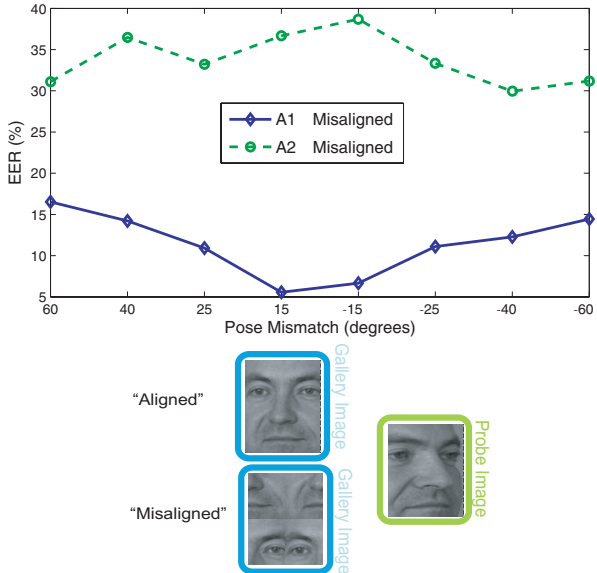 40
35
30
25
20
15
10
5
EER (%)
A1 Misaligned
A2 Misaligned
60 40 25 15 -15 -25 -40 -60
Pose Mismatch (degrees)
“Aligned”
Gallery Image
Probe Image
“Misaligned”
Gallery Image